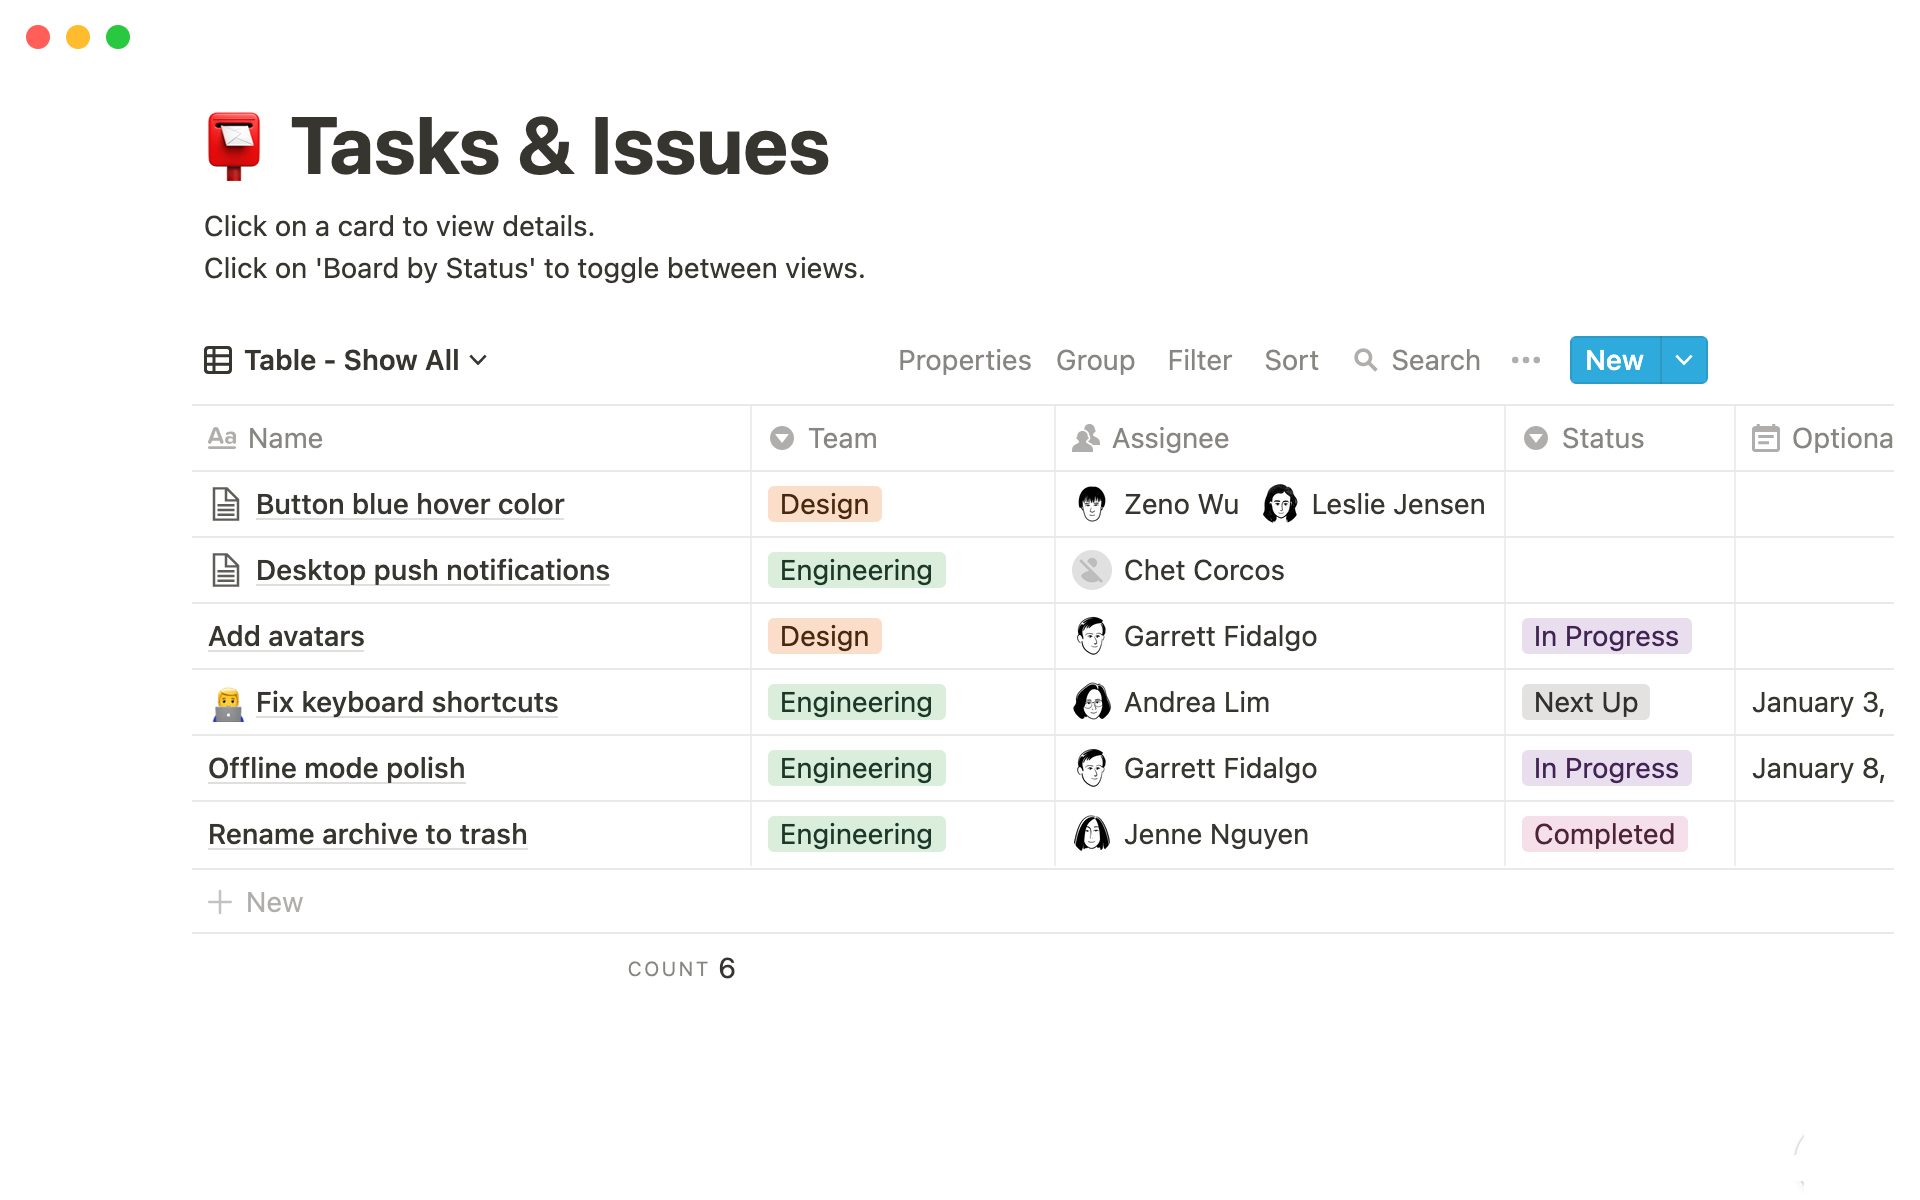 Tasks & Issues
Click on a card to view details.
Click on 'Board by Status' to toggle between views.
Table - Show All Properties Group Filter Sort Search New
Aa Name Team Assignee Status Optiona
Button blue hover color Design Zeno Wu Leslie Jensen
Desktop push notifications Engineering Chet Corcos
Add avatars Design Garrett Fidalgo In Progress
Fix keyboard shortcuts Engineering Andrea Lim Next Up January 3,
Offline mode polish Engineering Garrett Fidalgo In Progress January 8,
Rename archive to trash Engineering Jenne Nguyen Completed
New
COUNT 6